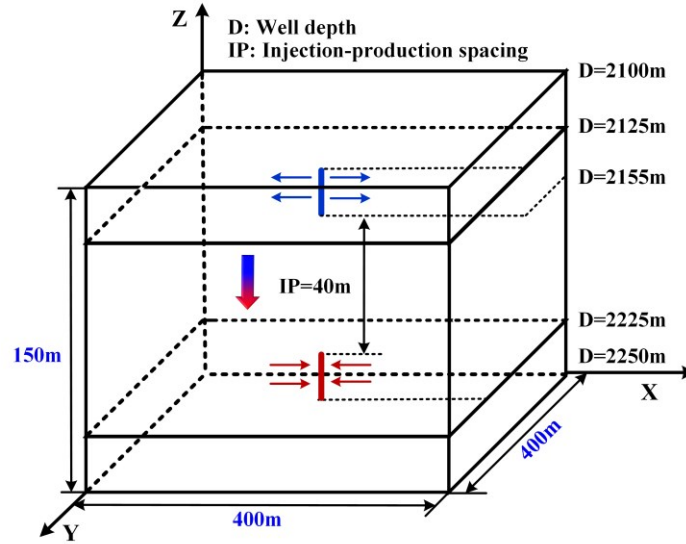 Z
D: Well depth
IP: Injection-production spacing
D=2100m
D=2125m
D=2155m
IP=40m
D=2225m
150m
D=2250m
X
400m
400m
Y